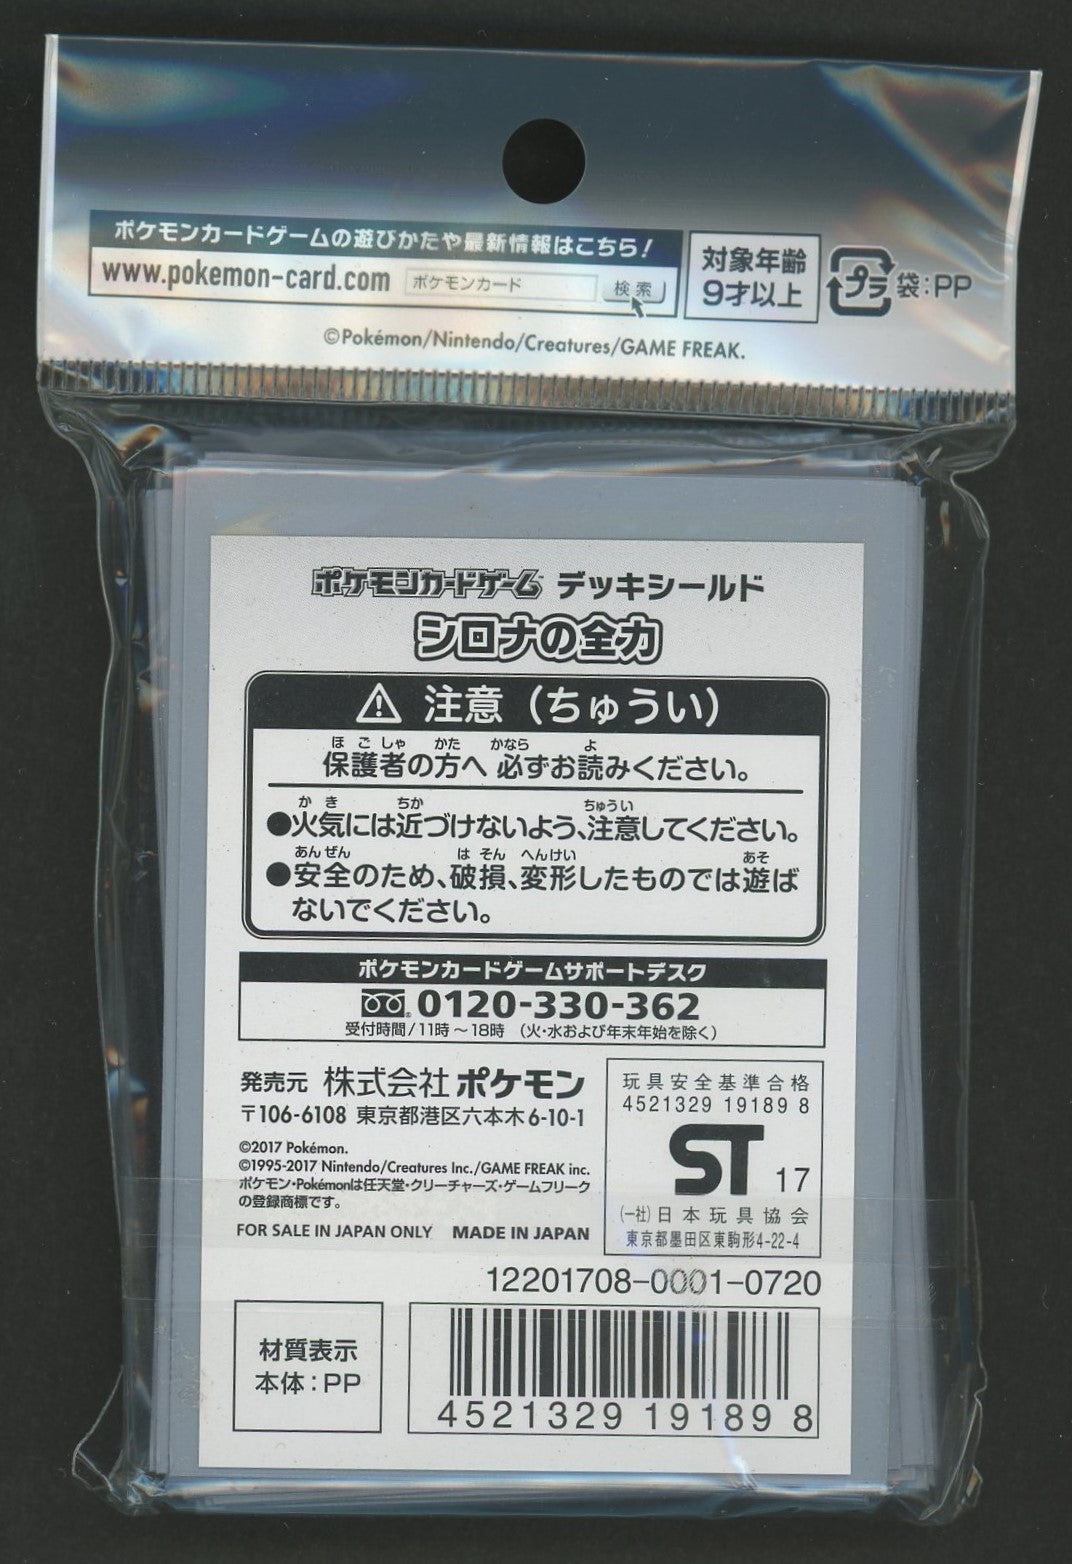 ポケモンカードゲームの遊びかたや最新情報はこちら!
www.pokemon-card.com ポケモンカード 検索
対象年齢
9才以上
プラ 袋:PP
©Pokémon/Nintendo/Creatures/GAME FREAK.
ポケモンカードゲーム デッキシールド
シロナの全力
⚠ 注意(ちゅうい)
ほごしゃ かた かなら よ
保護者の方へ 必ずお読みください。
かき ちか ちゅうい
●火気には近づけないよう、注意してください。
あんぜん はそん へんけい あそ
●安全のため、破損、変形したものでは遊ば
ないでください。
ポケモンカードゲームサポートデスク
0120-330-362
受付時間/11時~18時 (火・水および年末年始を除く)
発売元 株式会社 ポケモン
〒106-6108 東京都港区六本木6-10-1
©2017 Pokémon.
©1995-2017 Nintendo/Creatures Inc./GAME FREAK inc.
ポケモン・Pokémonは任天堂・クリーチャーズ・ゲームフリーク
の登録商標です。
FOR SALE IN JAPAN ONLY MADE IN JAPAN
玩具安全基準合格
4521329 19189 8
ST 17
(一社)日本玩具協会
東京都墨田区東駒形4-22-4
12201708-0001-0720
材質表示
本体:PP
4521329 191898